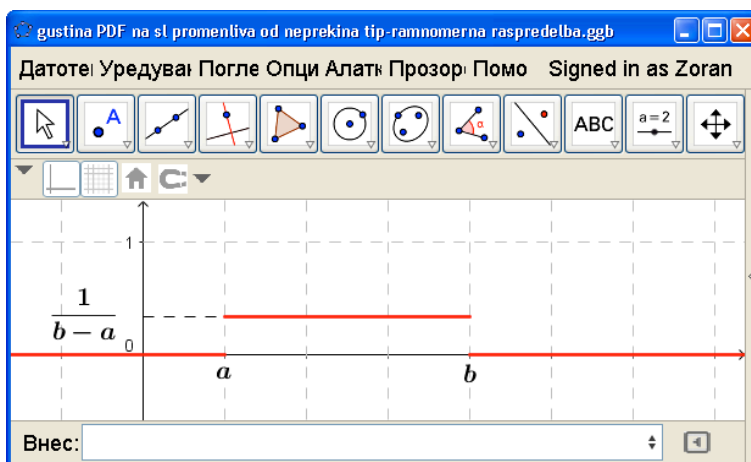 gustina PDF na sl promenliva od neprekina tip-ramnomerna raspredelba.ggb
Датоте Уредуван Погле Опци Алатк Прозор Помо Signed in as Zoran
A α ABC a = 2
1
1
b − a
0
a b
Внес: